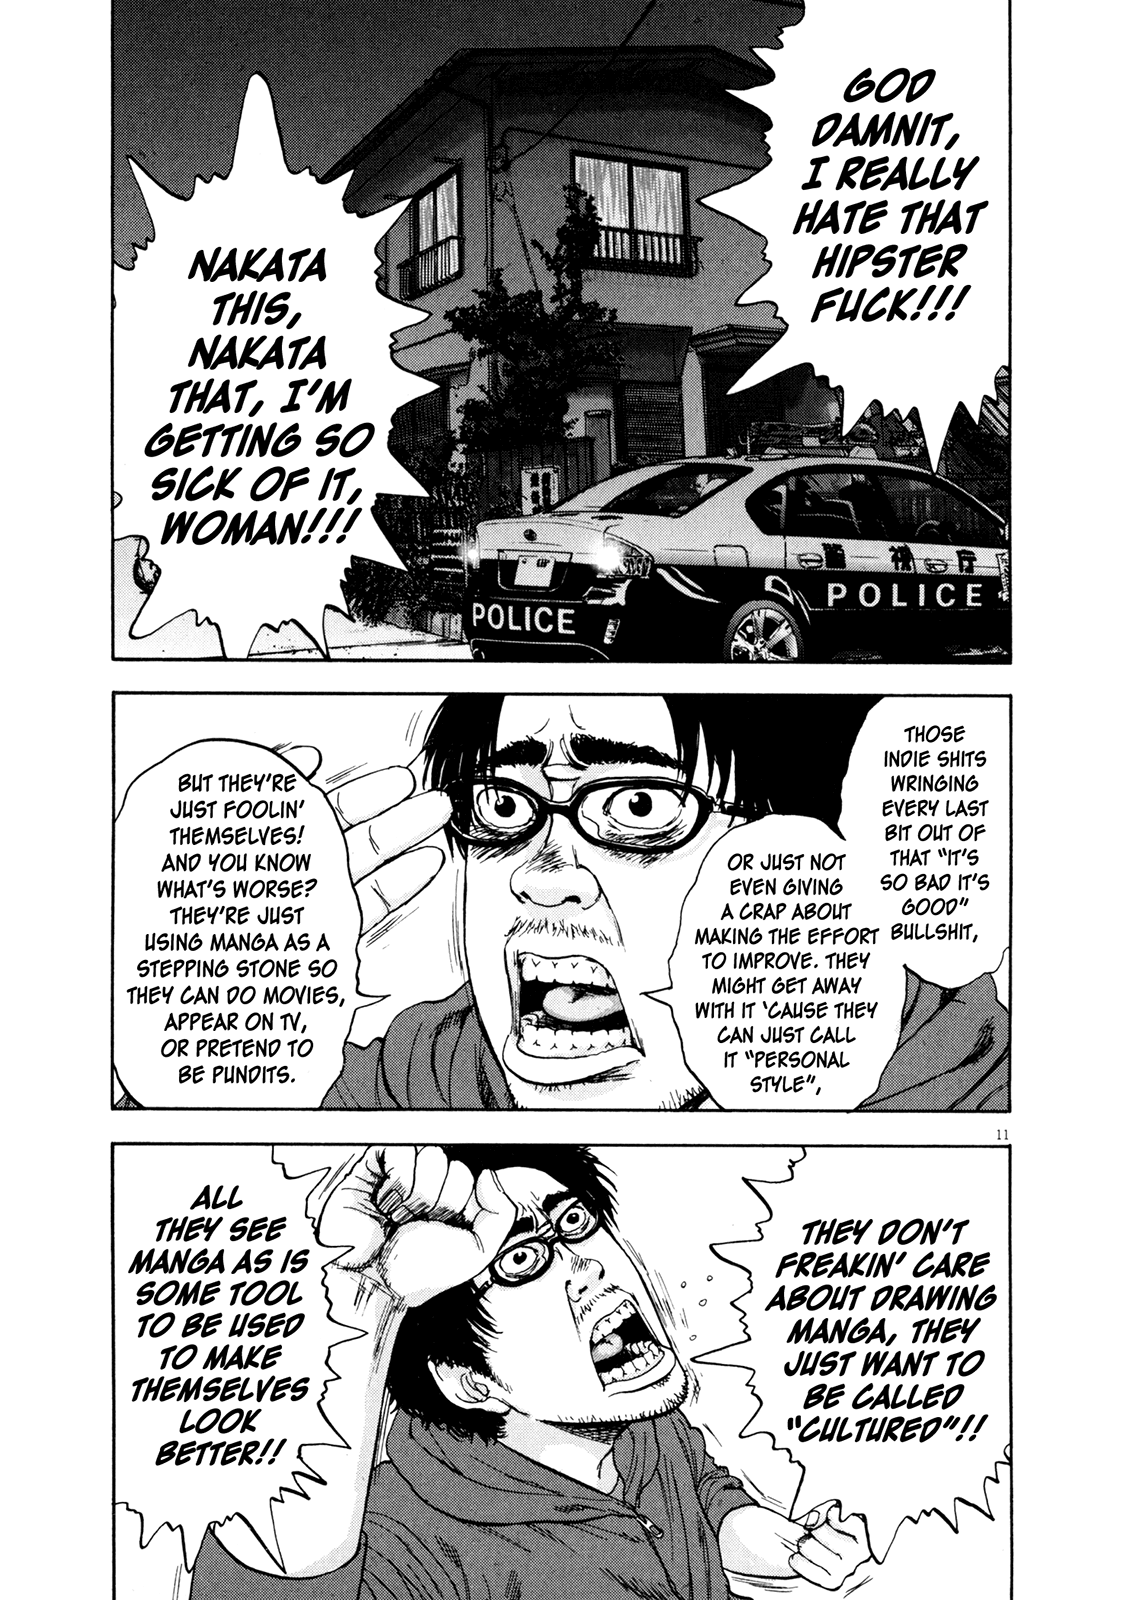 GOD
DAMNIT,
I REALLY
HATE THAT
HIPSTER
FUCK!!!
NAKATA
THIS,
NAKATA
THAT, I'M
GETTING SO
SICK OF IT,
WOMAN!!!
警視庁
POLICE
POLICE
THOSE
INDIE SHITS
WRINGING
EVERY LAST
BIT OUT OF
THAT "IT'S
SO BAD IT'S
GOOD"
BULLSHIT,
OR JUST NOT
EVEN GIVING
A CRAP ABOUT
MAKING THE EFFORT
TO IMPROVE. THEY
MIGHT GET AWAY
WITH IT 'CAUSE THEY
CAN JUST CALL
IT "PERSONAL
STYLE",
BUT THEY'RE
JUST FOOLIN'
THEMSELVES!
AND YOU KNOW
WHAT'S WORSE?
THEY'RE JUST
USING MANGA AS A
STEPPING STONE SO
THEY CAN DO MOVIES,
APPEAR ON TV,
OR PRETEND TO
BE PUNDITS.
11
THEY DON'T
FREAKIN' CARE
ABOUT DRAWING
MANGA, THEY
JUST WANT TO
BE CALLED
"CULTURED"!!
ALL
THEY SEE
MANGA AS IS
SOME TOOL
TO BE USED
TO MAKE
THEMSELVES
LOOK
BETTER!!